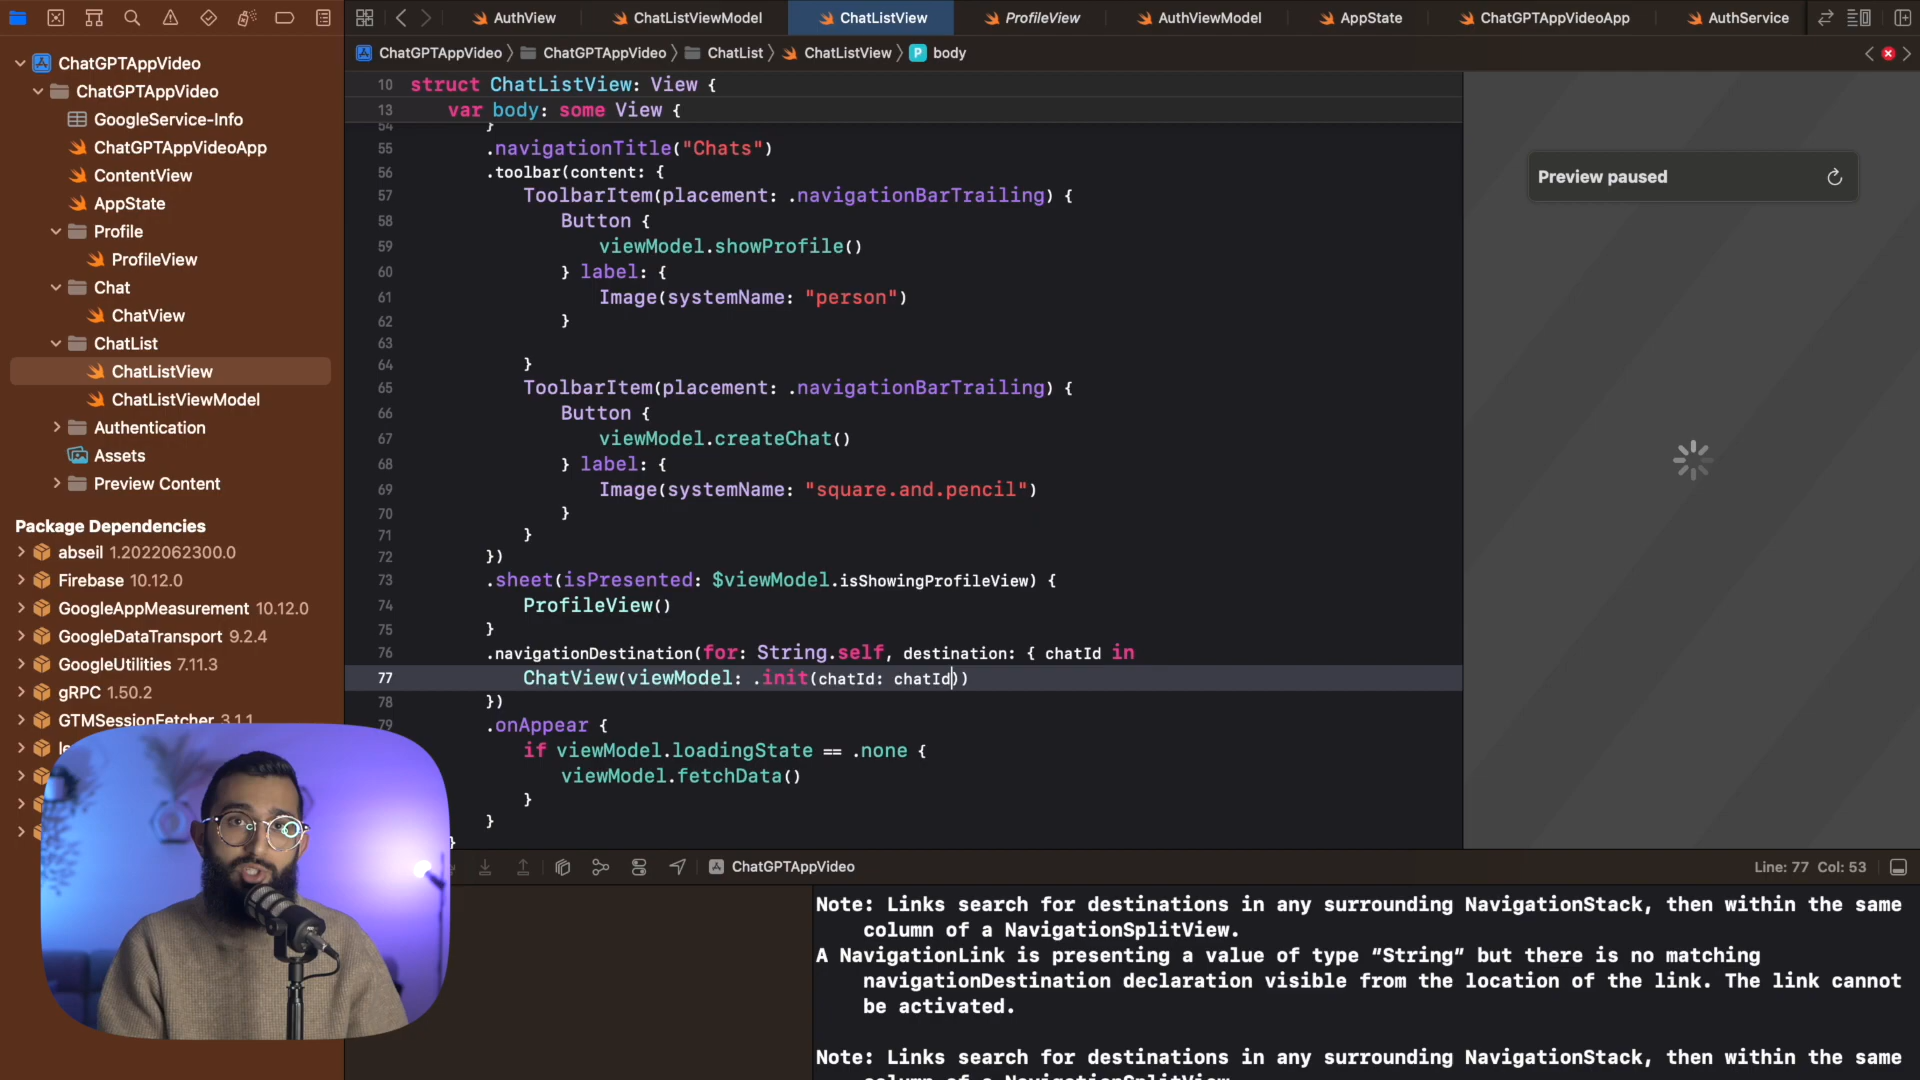 AuthView
ChatListViewModel
ChatListView
ProfileView
AuthViewModel
AppState
ChatGPTAppVideoApp
AuthService
ChatGPTAppVideo
ChatGPTAppVideo
ChatList
ChatListView
P body
ChatGPTAppVideo
ChatGPTAppVideo
GoogleService-Info
ChatGPTAppVideoApp
ContentView
AppState
Profile
ProfileView
Chat
ChatView
ChatList
ChatListView
ChatListViewModel
Authentication
Assets
Preview Content
Package Dependencies
abseil 1.2022062300.0
Firebase 10.12.0
GoogleAppMeasurement 10.12.0
GoogleDataTransport 9.2.4
GoogleUtilities 7.11.3
gRPC 1.50.2
GTMSessionFetcher 3.1.1
10 struct ChatListView: View {
13 var body: some View {
54 }
55 .navigationTitle("Chats")
56 .toolbar(content: {
57 ToolbarItem(placement: .navigationBarTrailing) {
58 Button {
59 viewModel.showProfile()
60 } label: {
61 Image(systemName: "person")
62 }
63
64 }
65 ToolbarItem(placement: .navigationBarTrailing) {
66 Button {
67 viewModel.createChat()
68 } label: {
69 Image(systemName: "square.and.pencil")
70 }
71 }
72 })
73 .sheet(isPresented: $viewModel.isShowingProfileView) {
74 ProfileView()
75 }
76 .navigationDestination(for: String.self, destination: { chatId in
77 ChatView(viewModel: .init(chatId: chatId))
78 })
79 .onAppear {
if viewModel.loadingState == .none {
viewModel.fetchData()
}
}
}
Preview paused
ChatGPTAppVideo
Line: 77 Col: 53
Note: Links search for destinations in any surrounding NavigationStack, then within the same
column of a NavigationSplitView.
A NavigationLink is presenting a value of type “String” but there is no matching
navigationDestination declaration visible from the location of the link. The link cannot
be activated.
Note: Links search for destinations in any surrounding NavigationStack, then within the same
column of a NavigationSplitView